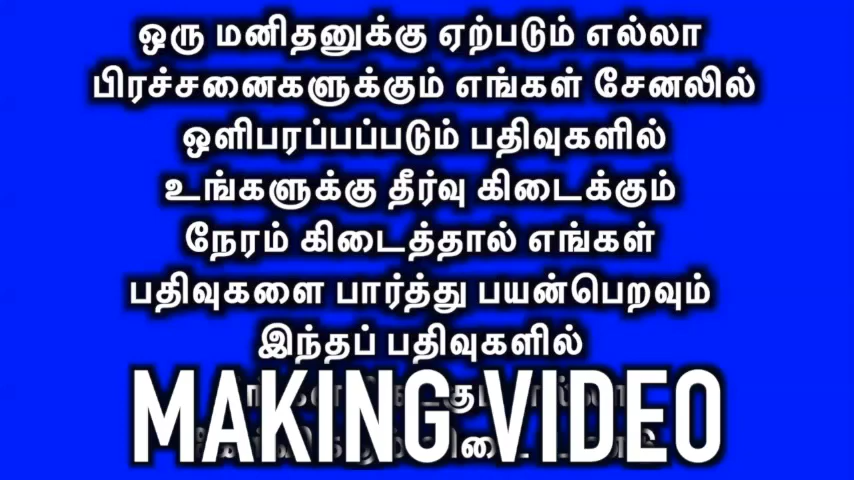 ஒரு மனிதனுக்கு ஏற்படும் எல்லா
பிரச்சனைகளுக்கும் எங்கள் சேனலில்
ஒளிபரப்பப்படும் பதிவுகளில்
உங்களுக்கு தீர்வு கிடைக்கும்
நேரம் கிடைத்தால் எங்கள்
பதிவுகளை பார்த்து பயன்பெறவும்
இந்தப் பதிவுகளில்
MAKING VIDEO